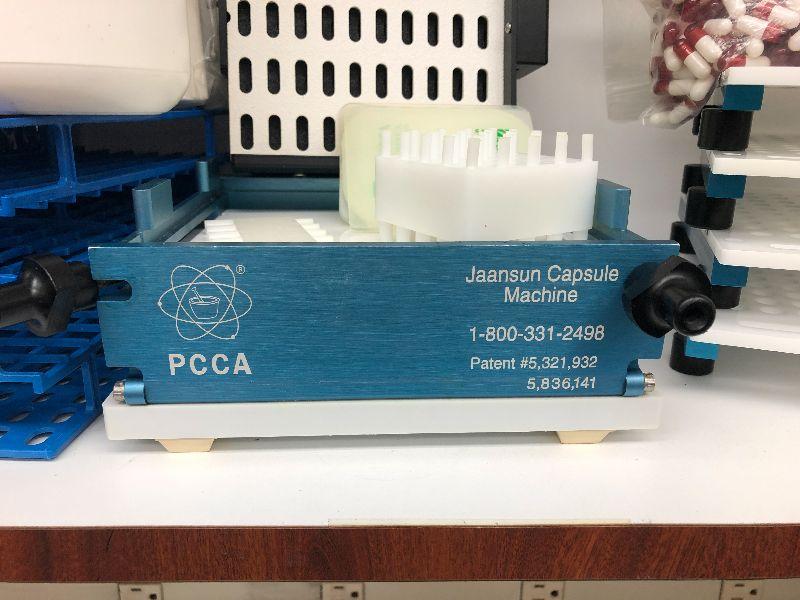 ®
PCCA
Jaansun Capsule
Machine
1-800-331-2498
Patent #5,321,932
5,836,141